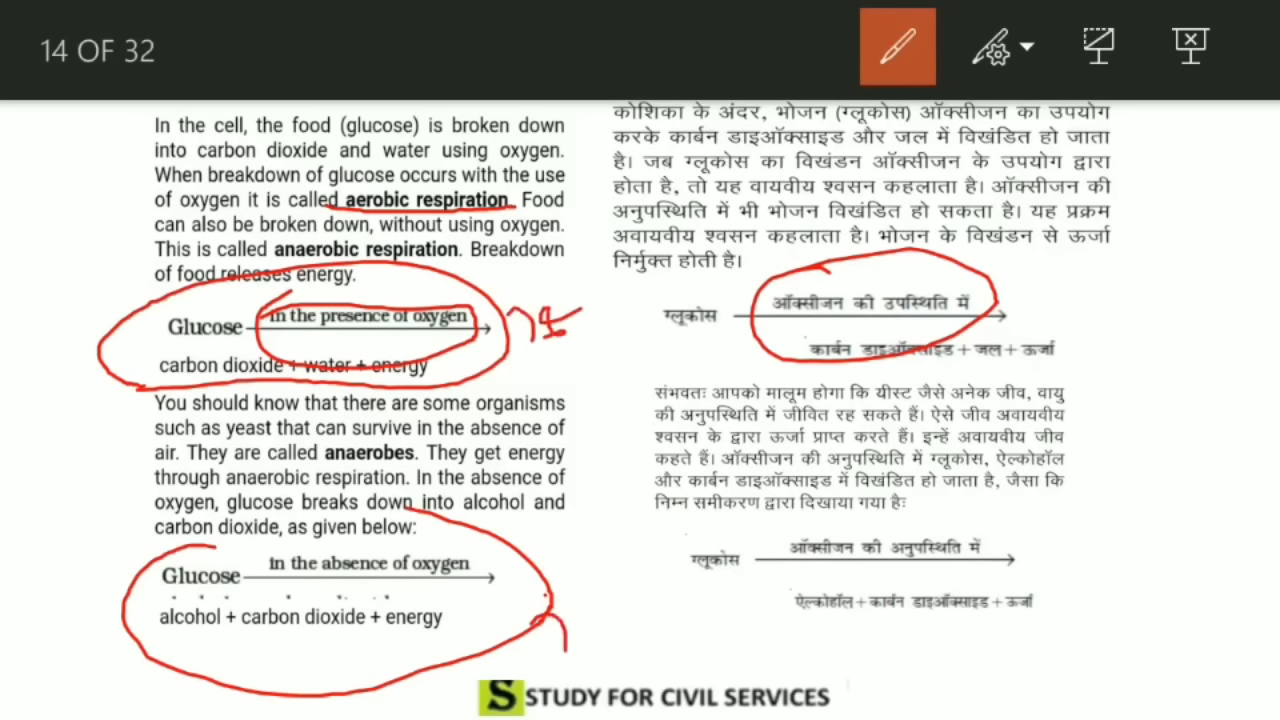 14 OF 32
In the cell, the food (glucose) is broken down
into carbon dioxide and water using oxygen.
When breakdown of glucose occurs with the use
of oxygen it is called aerobic respiration. Food
can also be broken down, without using oxygen.
This is called anaerobic respiration. Breakdown
of food releases energy.
Glucose
in the presence of oxygen
carbon dioxide + water + energy
You should know that there are some organisms
such as yeast that can survive in the absence of
air. They are called anaerobes. They get energy
through anaerobic respiration. In the absence of
oxygen, glucose breaks down into alcohol and
carbon dioxide, as given below:
Glucose
in the absence of oxygen
alcohol + carbon dioxide + energy
कोशिका के अंदर, भोजन (ग्लूकोस) ऑक्सीजन का उपयोग
करके कार्बन डाइऑक्साइड और जल में विखंडित हो जाता
है। जब ग्लूकोस का विखंडन ऑक्सीजन के उपयोग द्वारा
होता है, तो यह वायवीय श्वसन कहलाता है। ऑक्सीजन की
अनुपस्थिति में भी भोजन विखंडित हो सकता है। यह प्रक्रम
अवायवीय श्वसन कहलाता है। भोजन के विखंडन से ऊर्जा
निर्मुक्त होती है।
ग्लूकोस
ऑक्सीजन की उपस्थिति में
कार्बन डाइऑक्साइड + जल + ऊर्जा
संभवतः आपको मालूम होगा कि यीस्ट जैसे अनेक जीव, वायु
की अनुपस्थिति में जीवित रह सकते हैं। ऐसे जीव अवायवीय
श्वसन के द्वारा ऊर्जा प्राप्त करते हैं। इन्हें अवायवीय जीव
कहते हैं। ऑक्सीजन की अनुपस्थिति में ग्लूकोस, ऐल्कोहॉल
और कार्बन डाइऑक्साइड में विखंडित हो जाता है, जैसा कि
निम्न समीकरण द्वारा दिखाया गया हैः
ग्लूकोस
ऑक्सीजन की अनुपस्थिति में
ऐल्कोहॉल + कार्बन डाइऑक्साइड + ऊर्जा
S STUDY FOR CIVIL SERVICES